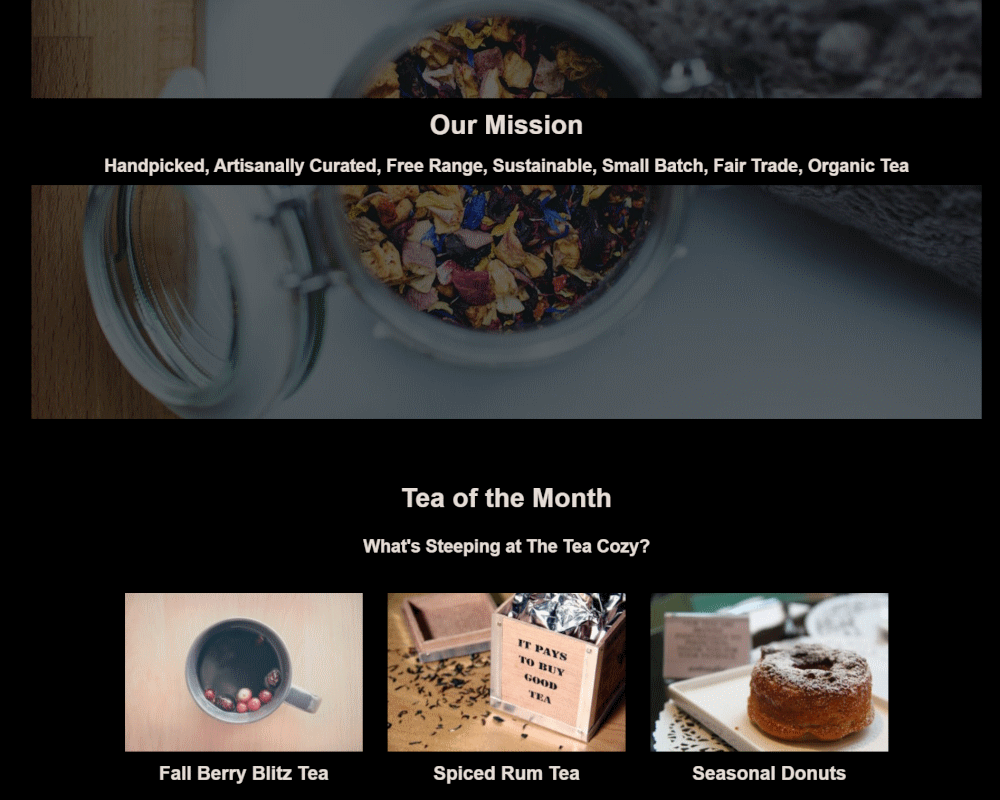 Our Mission
Handpicked, Artisanally Curated, Free Range, Sustainable, Small Batch, Fair Trade, Organic Tea
Tea of the Month
What's Steeping at The Tea Cozy?
IT PAYS
TO BUY
GOOD
TEA
Fall Berry Blitz Tea
Spiced Rum Tea
Seasonal Donuts